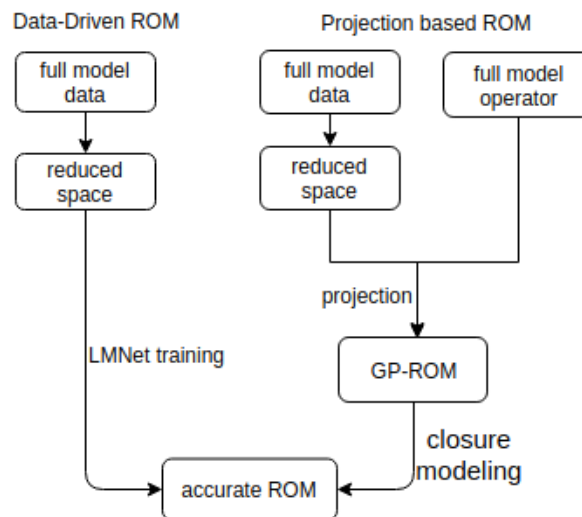 Data-Driven ROM
Projection based ROM
full model
data
full model
data
full model
operator
reduced
space
reduced
space
projection
LMNet training
GP-ROM
closure
modeling
accurate ROM